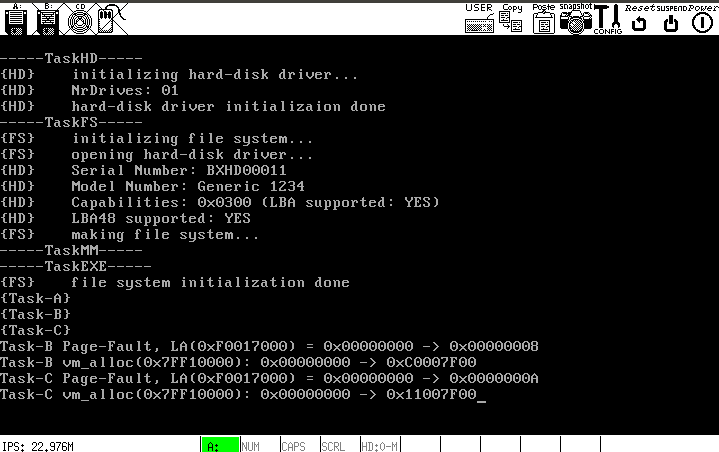 A:
B:
CD
USER
Copy
Poste
snapshot
CONFIG
Reset
SUSPEND
Power
-----TaskHD-----
{HD} initializing hard-disk driver...
{HD} NrDrives: 01
{HD} hard-disk driver initializaion done
-----TaskFS-----
{FS} initializing file system...
{FS} opening hard-disk driver...
{HD} Serial Number: BXHD00011
{HD} Model Number: Generic 1234
{HD} Capabilities: 0x0300 (LBA supported: YES)
{HD} LBA48 supported: YES
{FS} making file system...
-----TaskMM-----
-----TaskEXE-----
{FS} file system initialization done
{Task-A}
{Task-B}
{Task-C}
Task-B Page-Fault, LA(0xF0017000) = 0x00000000 -> 0x00000008
Task-B vm_alloc(0x7FF10000): 0x00000000 -> 0xC0007F00
Task-C Page-Fault, LA(0xF0017000) = 0x00000000 -> 0x0000000A
Task-C vm_alloc(0x7FF10000): 0x00000000 -> 0x11007F00_
IPS: 22.976M
A:
NUM
CAPS
SCRL
HD:0-M